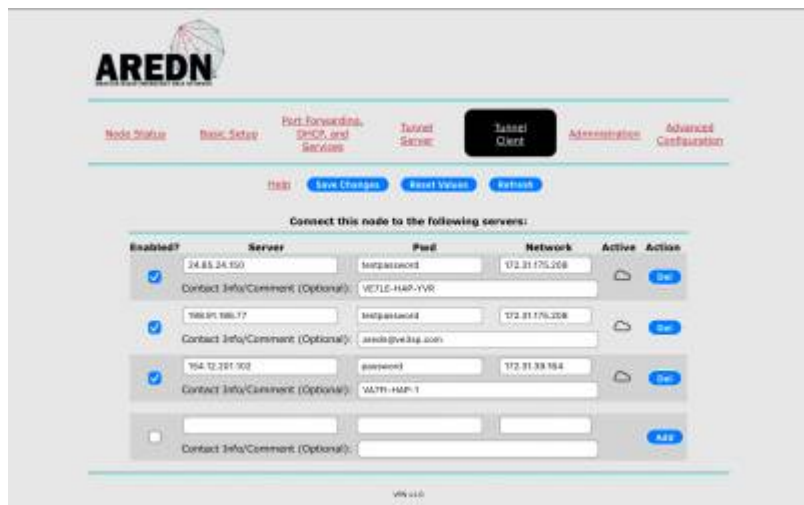 AREDN
Node Status Basic Setup Port Forwarding, DHCP, and Services Tunnel Server Tunnel Client Administration Advanced Configuration
Help Save Changes Reset Values Refresh
Connect this node to the following servers:
Enabled? Server Pwd Network Active Action
24.85.24.150 testpassword 172.31.175.208
Contact Info/Comment (Optional): VE7LE-HAP-YVR Del
testpassword 172.31.175.208
Contact Info/Comment (Optional): Del
password 172.31.39.164
Contact Info/Comment (Optional): Del
Contact Info/Comment (Optional): Add